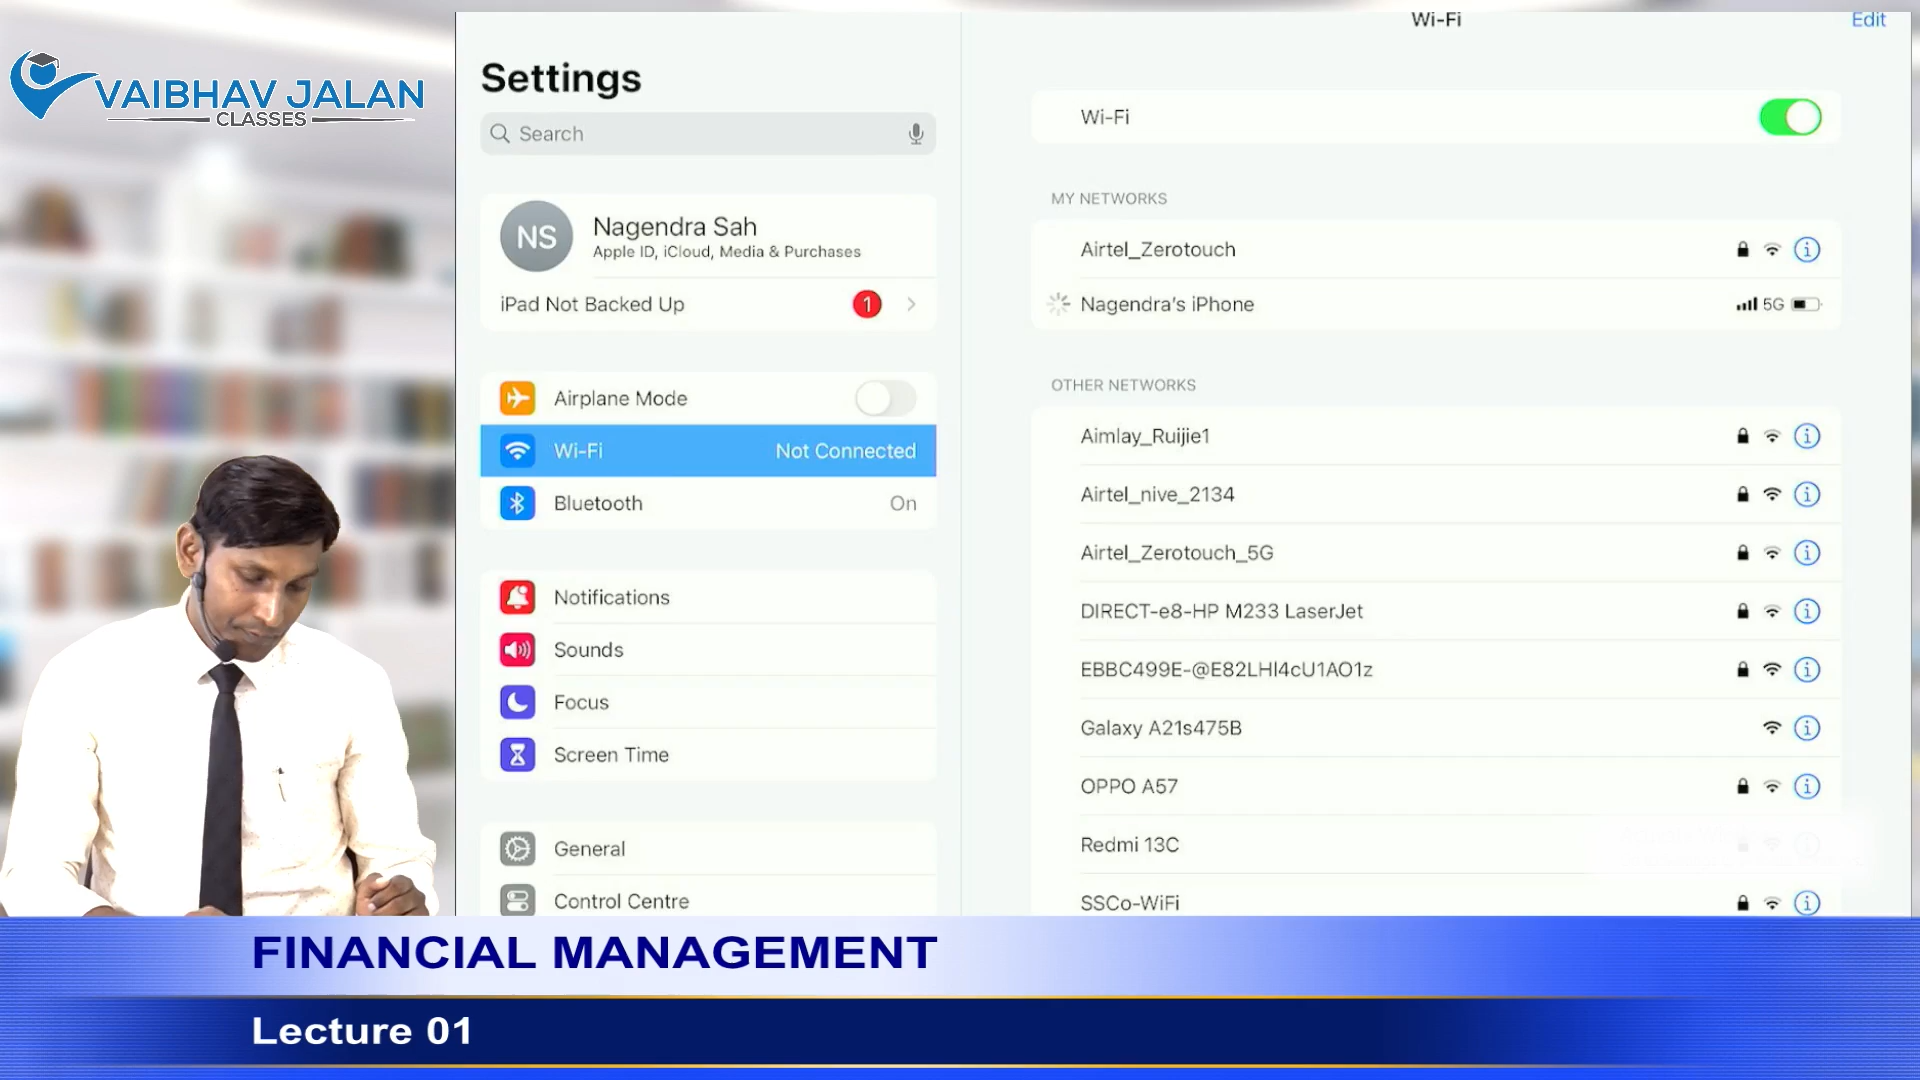 VAIBHAV JALAN
CLASSES
Settings
Search
NS
Nagendra Sah
Apple ID, iCloud, Media & Purchases
iPad Not Backed Up
1
Airplane Mode
Wi-Fi
Not Connected
Bluetooth
On
Notifications
Sounds
Focus
Screen Time
General
Control Centre
Wi-Fi
Edit
Wi-Fi
MY NETWORKS
Airtel_Zerotouch
Nagendra's iPhone
5G
OTHER NETWORKS
Aimlay_Ruijie1
Airtel_nive_2134
Airtel_Zerotouch_5G
DIRECT-e8-HP M233 LaserJet
EBBC499E-@E82LHI4cU1AO1z
Galaxy A21s475B
OPPO A57
Redmi 13C
SSCo-WiFi
FINANCIAL MANAGEMENT
Lecture 01